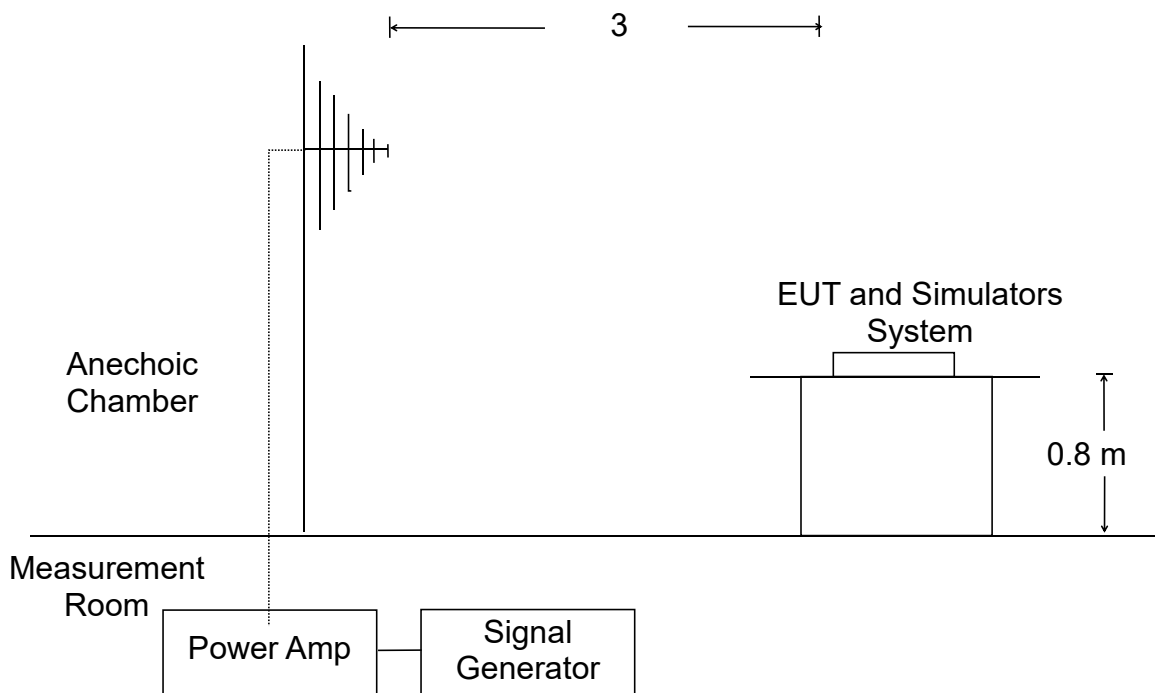 3
EUT and Simulators
System
Anechoic
Chamber
0.8 m
Measurement
Room
Power Amp
Signal
Generator